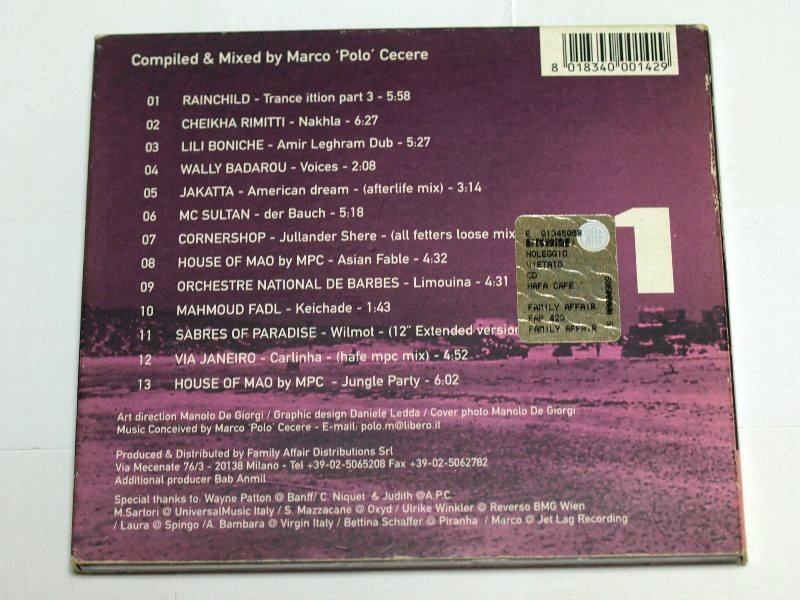 Compiled & Mixed by Marco 'Polo' Cecere
8 018340 001429
01 RAINCHILD - Trance ittion part 3 - 5:58
02 CHEIKHA RIMITTI - Nakhla - 6:27
03 LILI BONICHE - Amir Leghram Dub - 5:27
04 WALLY BADAROU - Voices - 2:08
05 JAKATTA - American dream - (afterlife mix) - 3:14
06 MC SULTAN - der Bauch - 5:18
07 CORNERSHOP - Jullander Shere - (all fetters loose mix
08 HOUSE OF MAO by MPC - Asian Fable - 4:32
09 ORCHESTRE NATIONAL DE BARBES - Limouina - 4:31
10 MAHMOUD FADL - Keichade - 1:43
11 SABRES OF PARADISE - Wilmot - (12" Extended version
12 VIA JANEIRO - Carlinha - (hafe mpc mix) - 4:52
13 HOUSE OF MAO by MPC - Jungle Party - 6:02
1
E 91345068
NOLEGGIO
VIETATO
CD
HAFA CAFE'
FAMILY AFFAIR
FAP 423
FAMILY AFFAIR
Art direction Manolo De Giorgi / Graphic design Daniele Ledda / Cover photo Manolo De Giorgi
Music Conceived by Marco 'Polo' Cecere - E-mail: polo.m@libero.it
Produced & Distributed by Family Affair Distributions Srl
Via Mecenate 76/3 - 20138 Milano - Tel +39-02-5065208 Fax +39-02-5062782
Additional producer Bab Anmil
Special thanks to: Wayne Patton @ Banff/ C. Niquet & Judith @A.P.C.
M.Sartori @ UniversalMusic Italy / S. Mazzacane @ Oxyd / Ulrike Winkler @ Reverso BMG Wien
/ Laura @ Spingo /A. Bambara @ Virgin Italy / Bettina Schaffer @ Piranha / Marco @ Jet Lag Recording